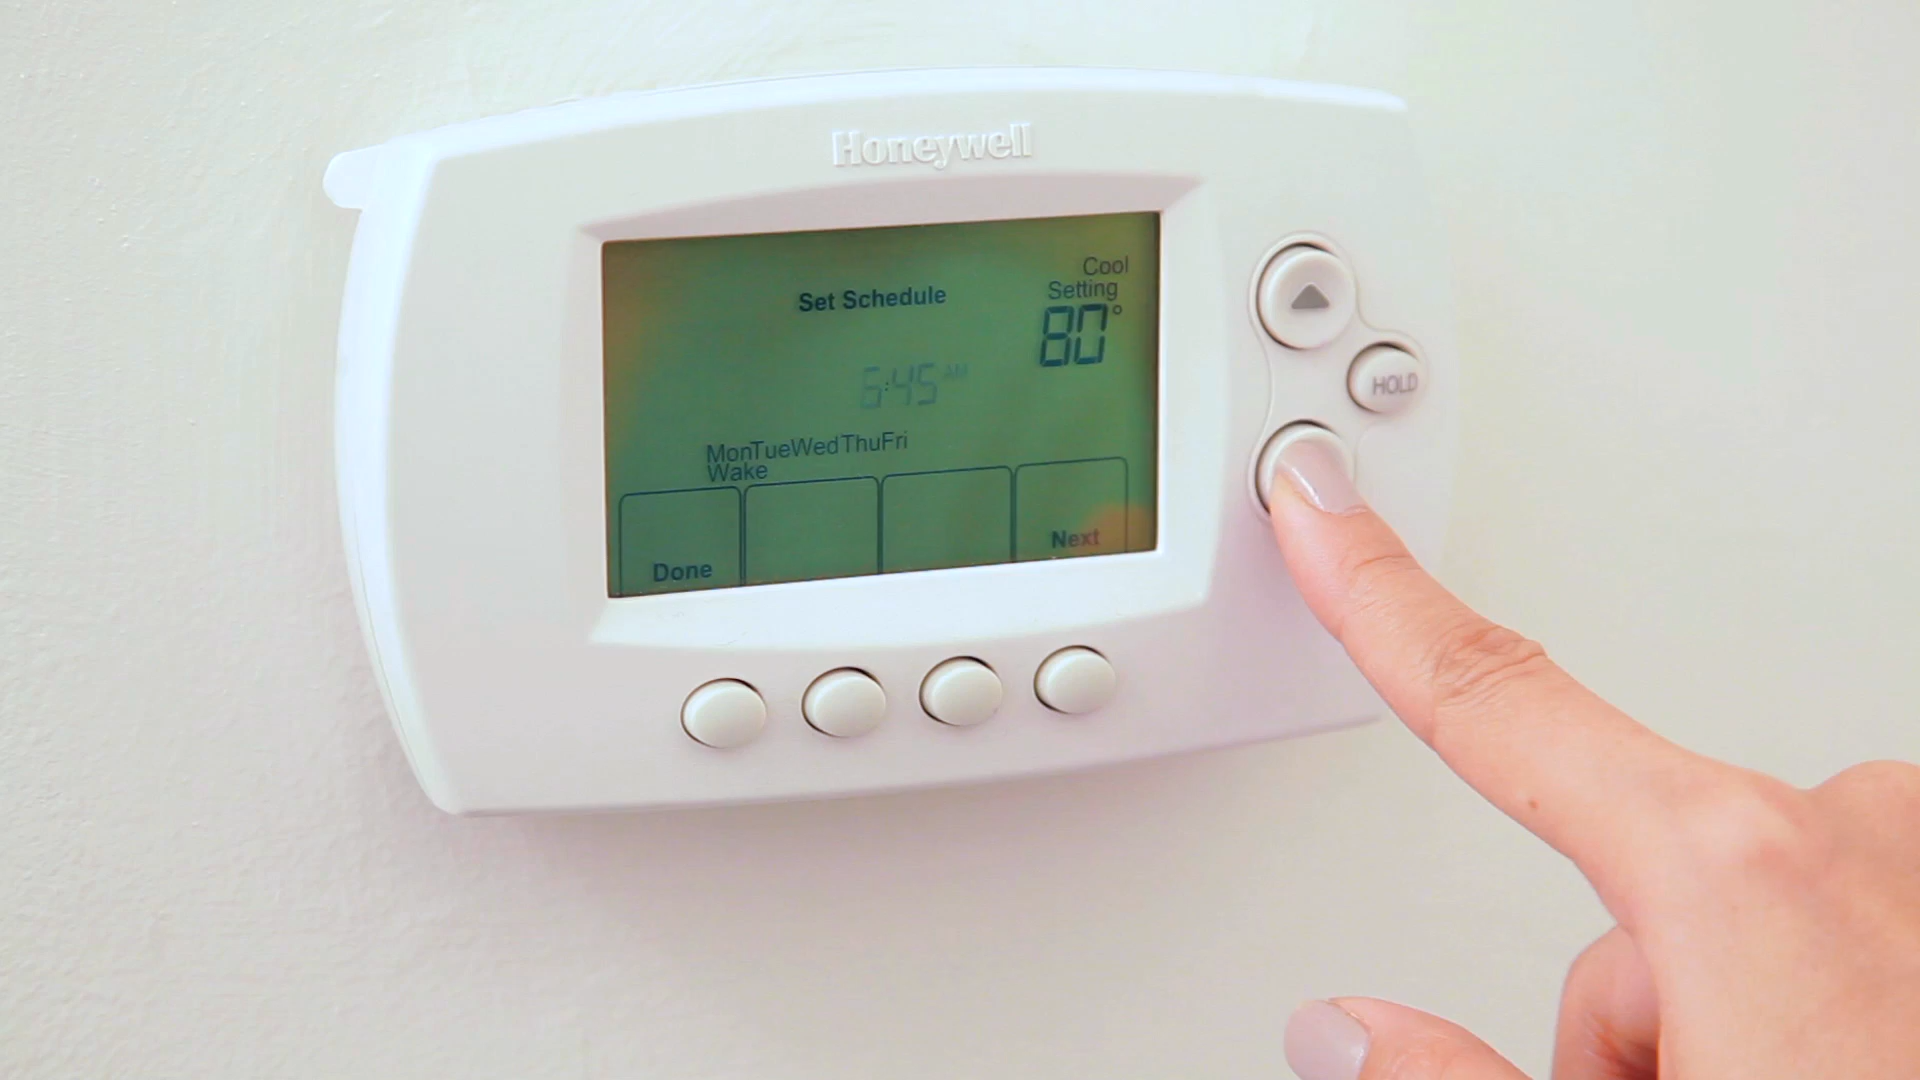 Honeywell
Cool
Setting
Set Schedule
80°
6:45 AM
HOLD
MonTueWedThuFri
Wake
Done
Next